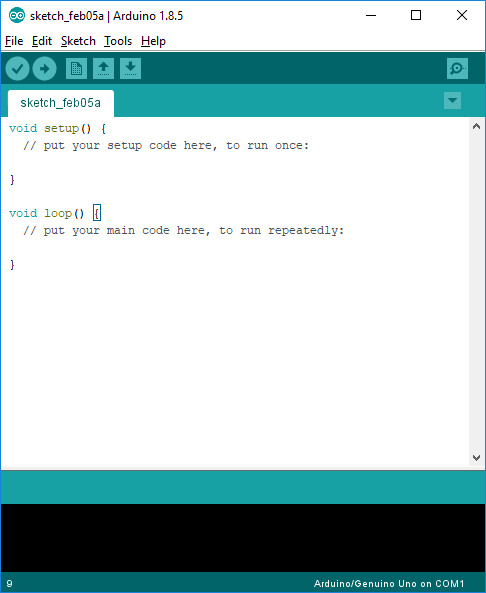 sketch_feb05a | Arduino 1.8.5
File Edit Sketch Tools Help
sketch_feb05a
void setup() {
  // put your setup code here, to run once:
}
void loop() {
  // put your main code here, to run repeatedly:
}
9 Arduino/Genuino Uno on COM1